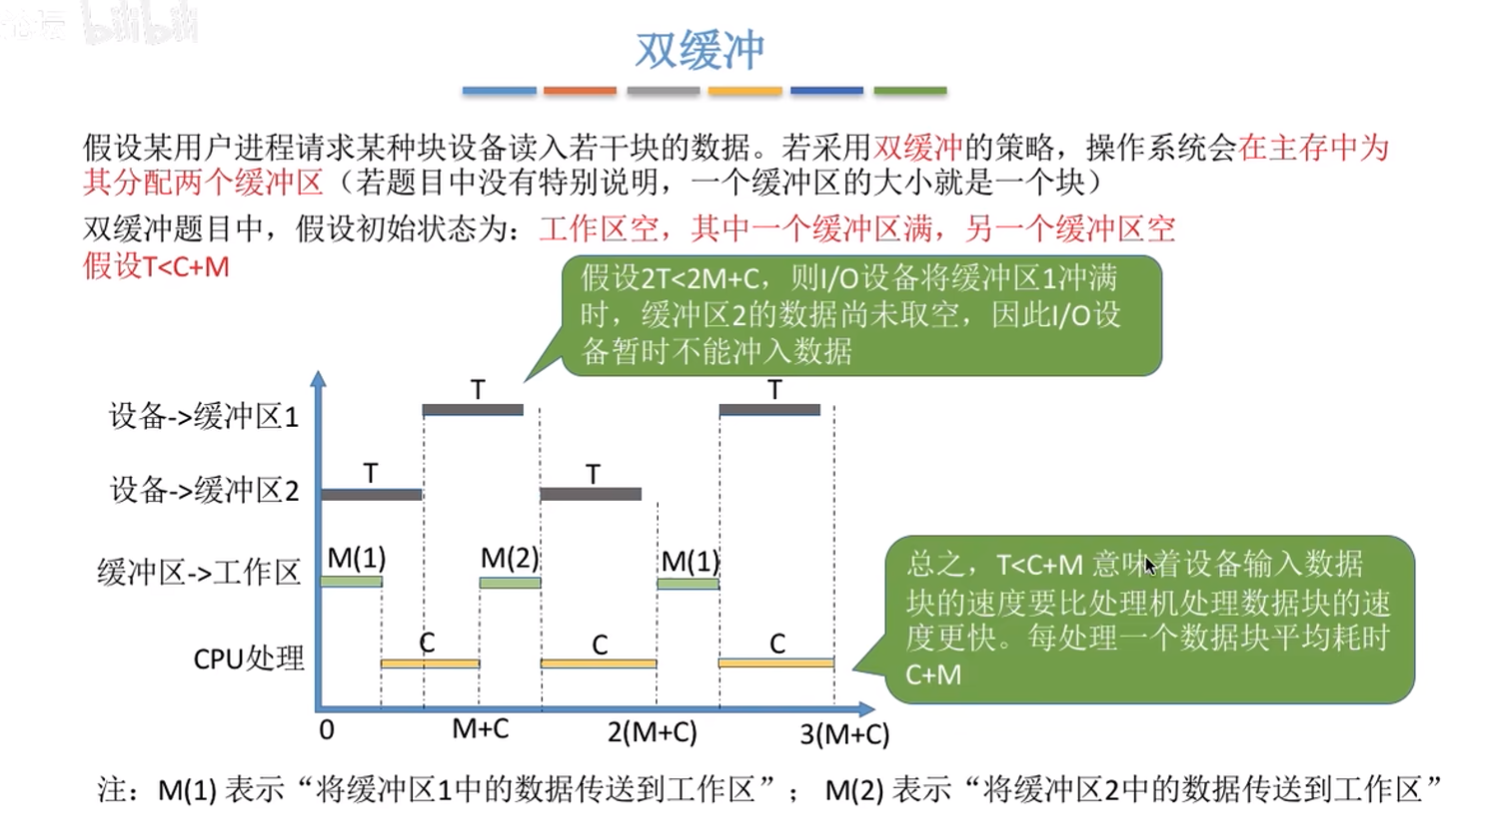 论坛 bilibili
双缓冲
假设某用户进程请求某种块设备读入若干块的数据。若采用双缓冲的策略，操作系统会在主存中为
其分配两个缓冲区（若题目中没有特别说明，一个缓冲区的大小就是一个块）
双缓冲题目中，假设初始状态为：工作区空，其中一个缓冲区满，另一个缓冲区空
假设T<C+M
假设2T<2M+C，则I/O设备将缓冲区1冲满
时，缓冲区2的数据尚未取空，因此I/O设
备暂时不能冲入数据
T
T
设备->缓冲区1
T
T
设备->缓冲区2
M(1)
M(2)
M(1)
缓冲区->工作区
C
C
C
CPU处理
0
M+C
2(M+C)
3(M+C)
总之，T<C+M 意味着设备输入数据
块的速度要比处理机处理数据块的速
度更快。每处理一个数据块平均耗时
C+M
注：M(1) 表示“将缓冲区1中的数据传送到工作区”； M(2) 表示“将缓冲区2中的数据传送到工作区”